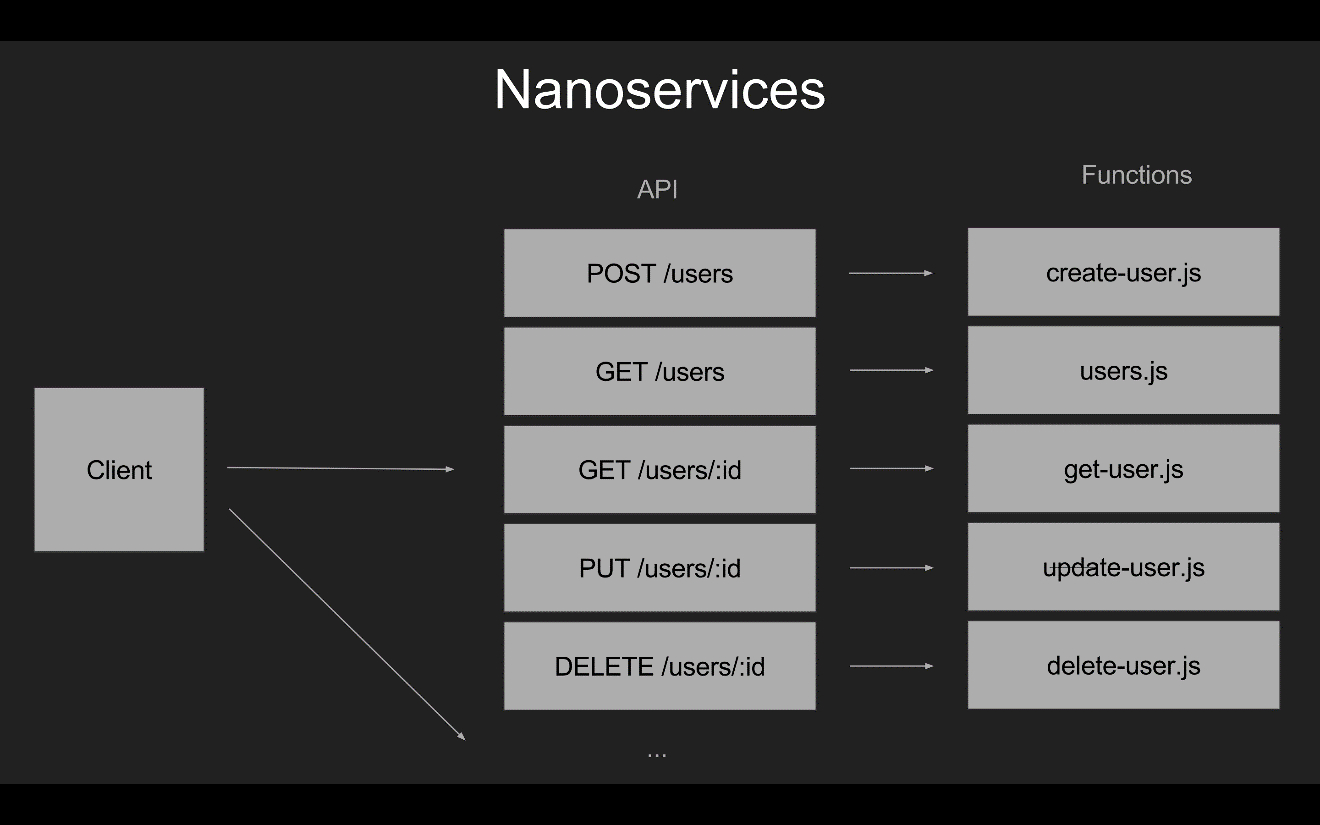 Nanoservices
API
Functions
POST /users
create-user.js
GET /users
users.js
Client
GET /users/:id
get-user.js
PUT /users/:id
update-user.js
DELETE /users/:id
delete-user.js
...